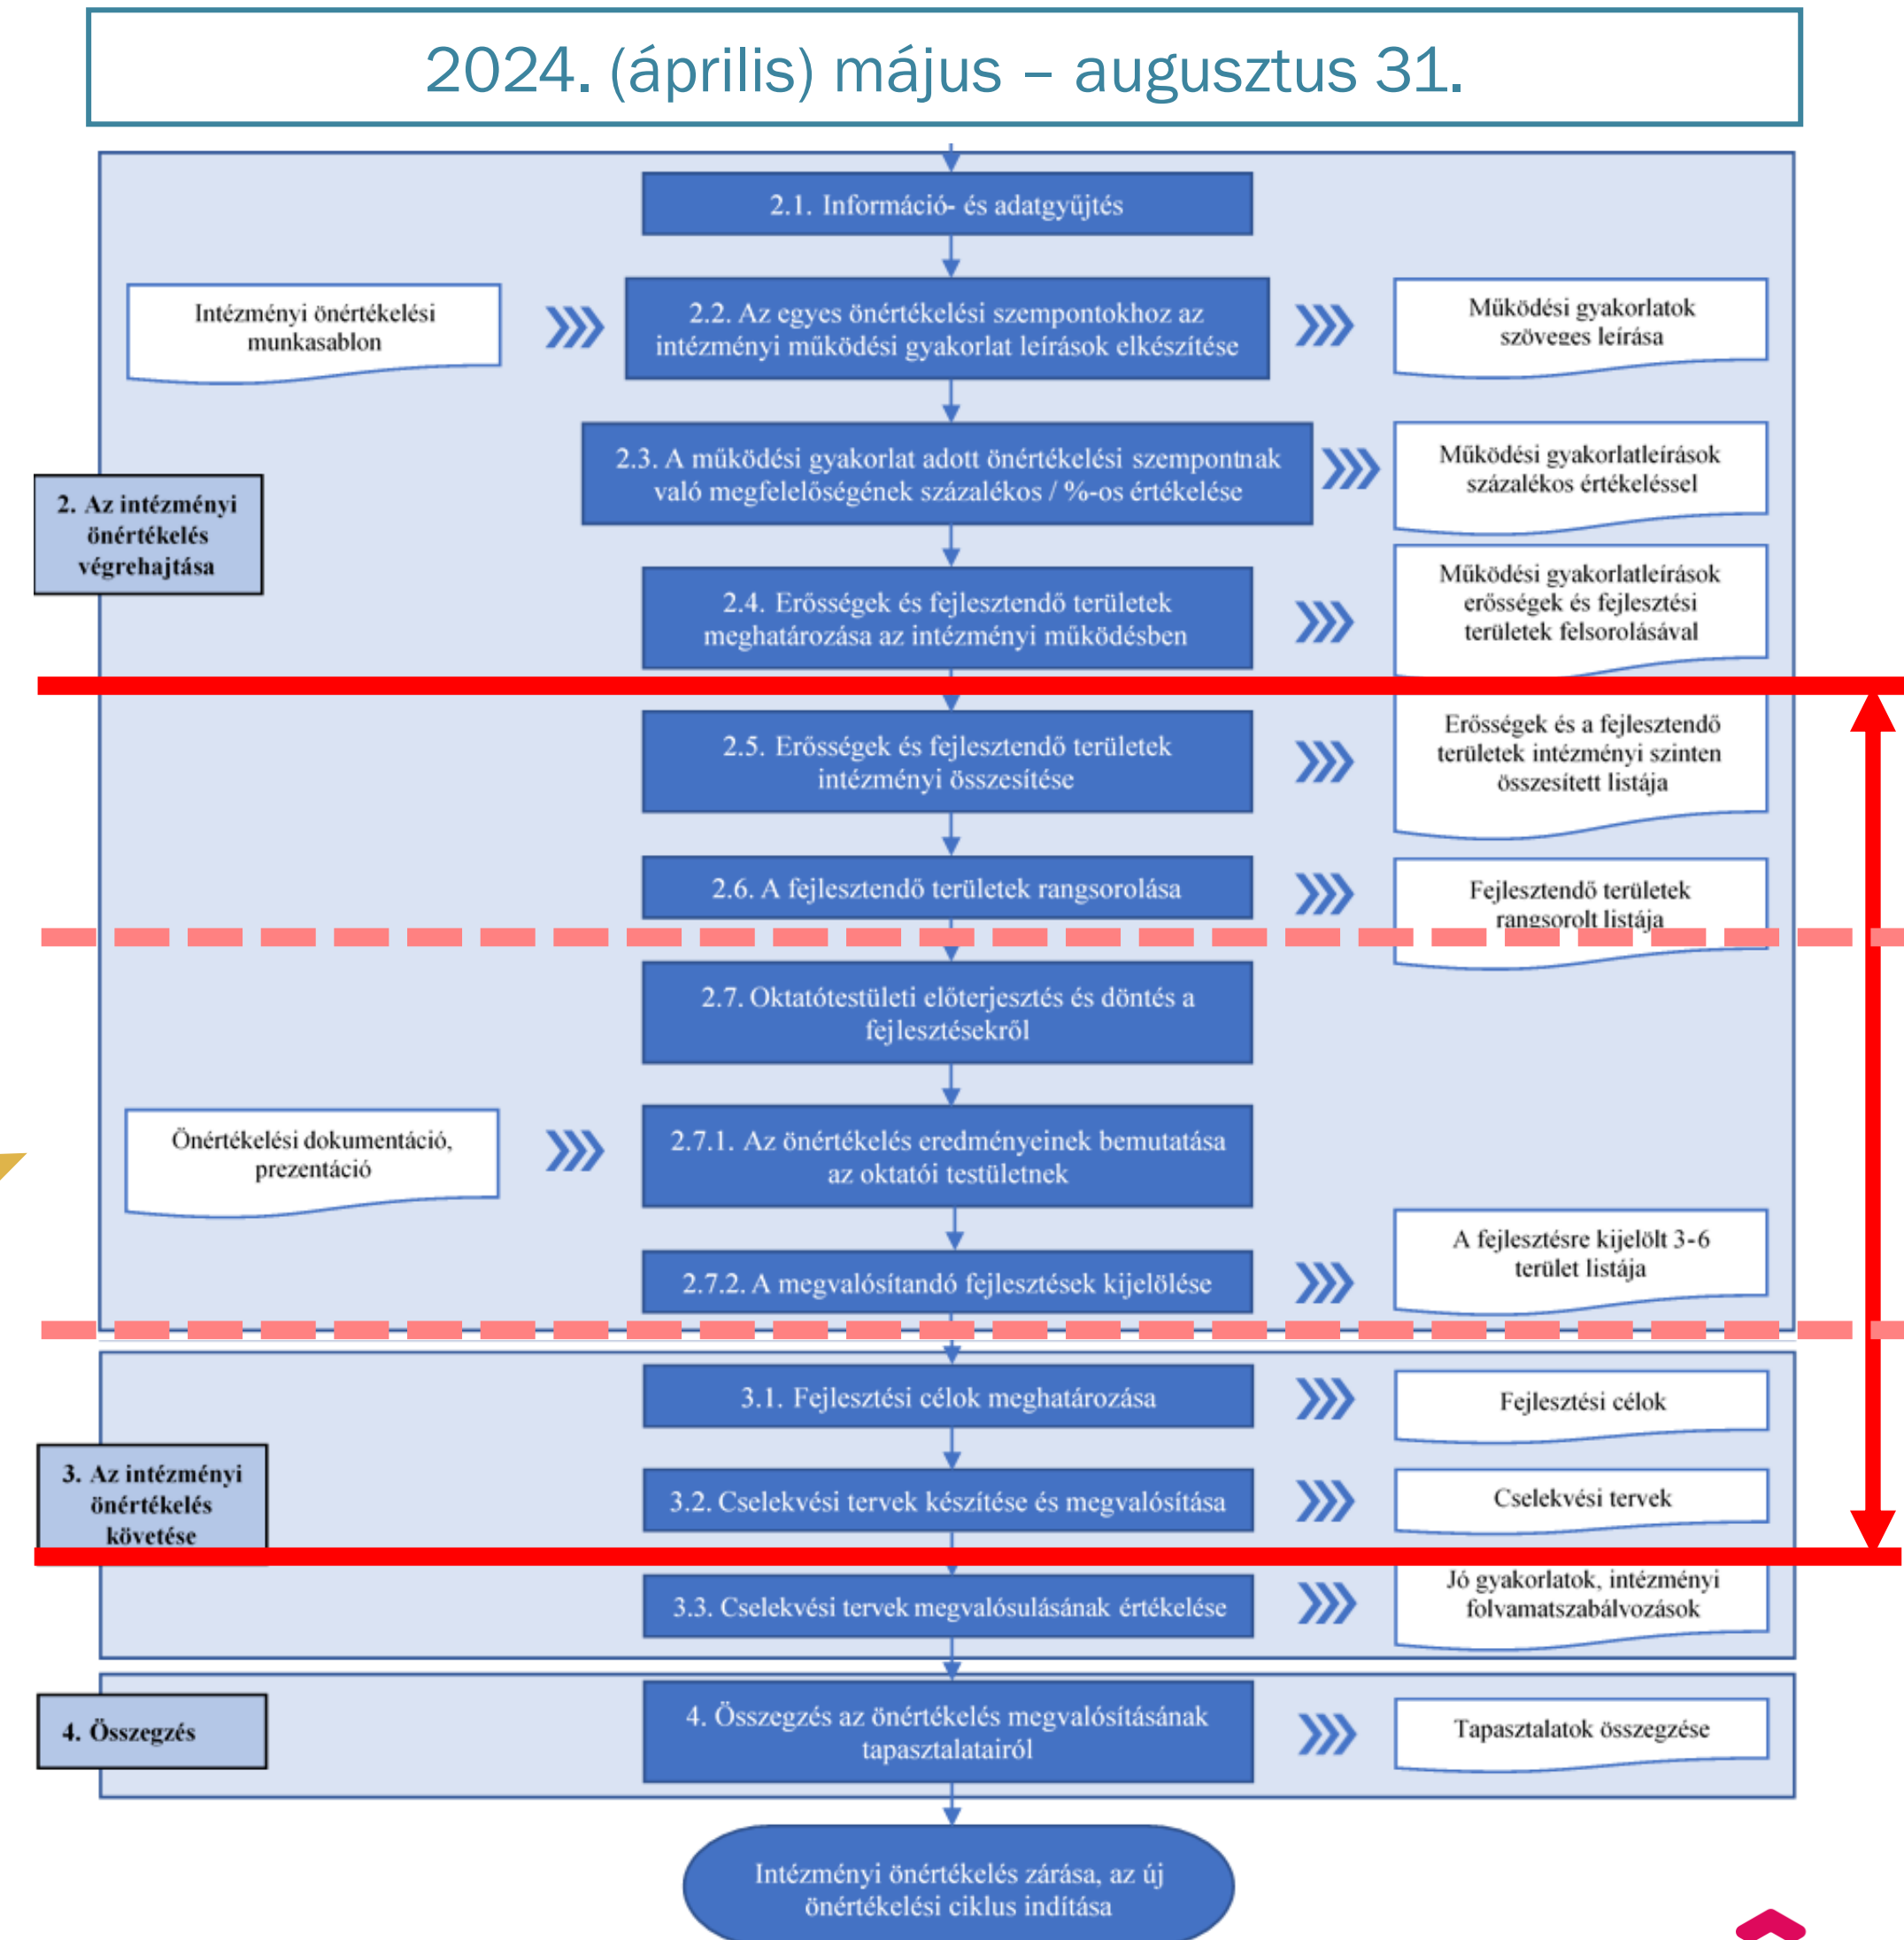 2024. (április) május – augusztus 31.
2.1. Információ- és adatgyűjtés
Intézményi önértékelési
munkasablon
2.2. Az egyes önértékelési szempontokhoz az
intézményi működési gyakorlat leírások elkészítése
Működési gyakorlatok
szöveges leírása
2.3. A működési gyakorlat adott önértékelési szempontnak
való megfelelőségének százalékos / %-os értékelése
Működési gyakorlatleírások
százalékos értékeléssel
2. Az intézményi
önértékelés
végrehajtása
2.4. Erősségek és fejlesztendő területek
meghatározása az intézményi működésben
Működési gyakorlatleírások
erősségek és fejlesztési
területek felsorolásával
2.5. Erősségek és fejlesztendő területek
intézményi összesítése
Erősségek és a fejlesztendő
területek intézményi szinten
összesített listája
2.6. A fejlesztendő területek rangsorolása
Fejlesztendő területek
rangsorolt listája
2.7. Oktatótestületi előterjesztés és döntés a
fejlesztésekről
Önértékelési dokumentáció,
prezentáció
2.7.1. Az önértékelés eredményeinek bemutatása
az oktatói testületnek
2.7.2. A megvalósítandó fejlesztések kijelölése
A fejlesztésre kijelölt 3-6
terület listája
3.1. Fejlesztési célok meghatározása
Fejlesztési célok
3. Az intézményi
önértékelés
követése
3.2. Cselekvési tervek készítése és megvalósítása
Cselekvési tervek
3.3. Cselekvési tervek megvalósulásának értékelése
Jó gyakorlatok, intézményi
folyamatszabályozások
4. Összegzés
4. Összegzés az önértékelés megvalósításának
tapasztalatairól
Tapasztalatok összegzése
Intézményi önértékelés zárása, az új
önértékelési ciklus indítása